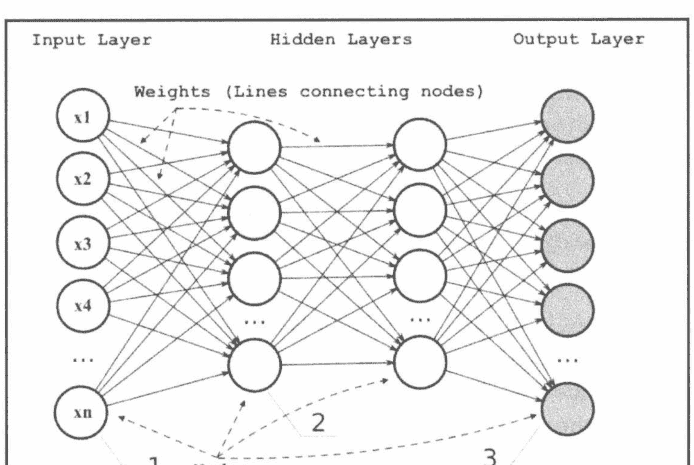 Input Layer Hidden Layers Output Layer
Weights (Lines connecting nodes)
x1
x2
x3
x4
...
...
...
...
xn
2
1
3